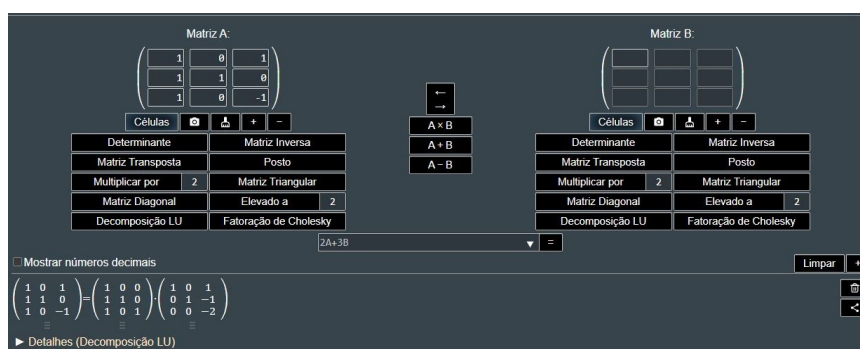 Matriz A:
Matriz B:
1 0 1
1 1 0
1 0 -1
←
→
Células + −
A × B
Células + −
Determinante Matriz Inversa
A + B
Determinante Matriz Inversa
Matriz Transposta Posto
A − B
Matriz Transposta Posto
Multiplicar por 2 Matriz Triangular
Multiplicar por 2 Matriz Triangular
Matriz Diagonal Elevado a 2
Matriz Diagonal Elevado a 2
Decomposição LU Fatoração de Cholesky
Decomposição LU Fatoração de Cholesky
2A+3B ▼ =
Mostrar números decimais
Limpar +
1 0 1 1 0 0 1 0 1
1 1 0 = 1 1 0 · 0 1 −1
1 0 −1 1 0 1 0 0 −2
► Detalhes (Decomposição LU)